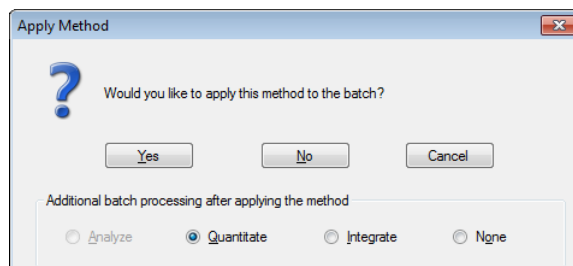 Apply Method
Would you like to apply this method to the batch?
Yes No Cancel
Additional batch processing after applying the method
Analyze Quantitate Integrate None